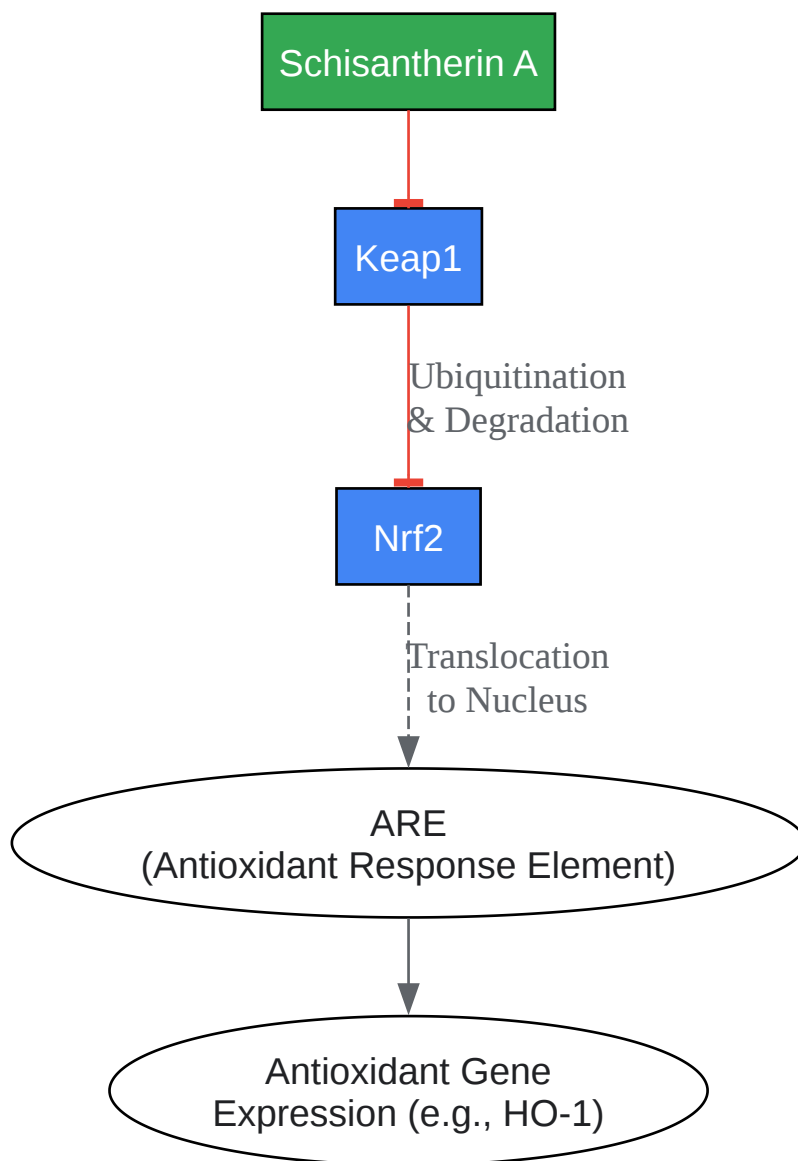 Schisantherin A
Keap1
Ubiquitination
& Degradation
Nrf2
Translocation
to Nucleus
ARE
(Antioxidant Response Element)
Antioxidant Gene
Expression (e.g., HO-1)